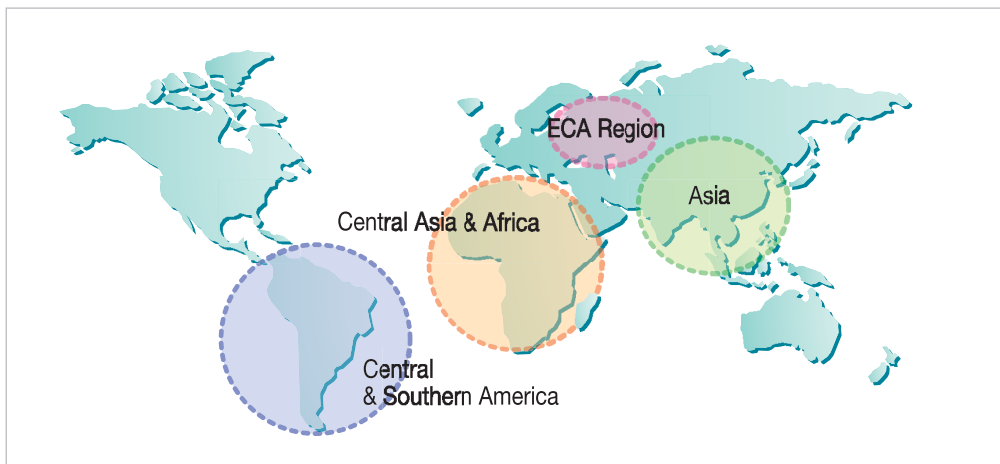 ECA Region
Asia
Central Asia & Africa
Central
& Southern America